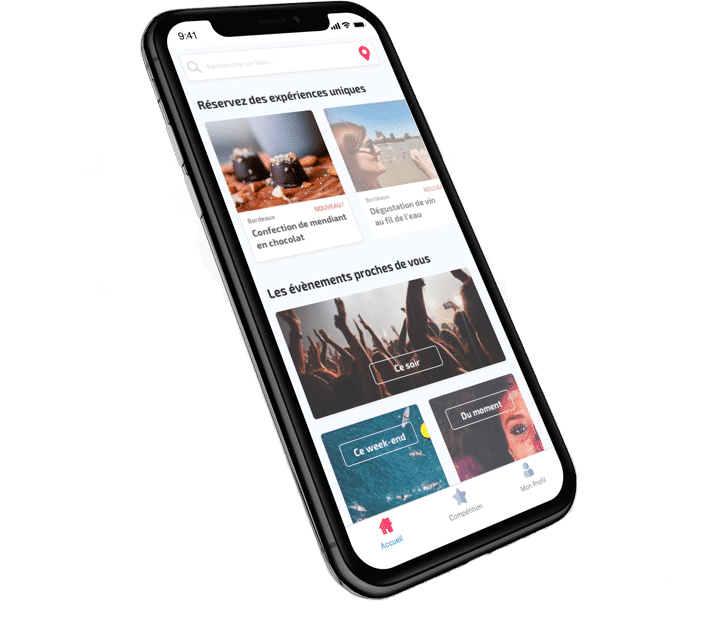 9:41
Rechercher un lieu...
Réservez des expériences uniques
Bordeaux
NOUVEAU !
Confection de mendiant
en chocolat
Bordeaux
NOUVEA
Dégustation de vin
au fil de l'eau
Les évènements proches de vous
Ce soir
Ce week-end
Du moment
Accueil
Compétition
Mon Profil